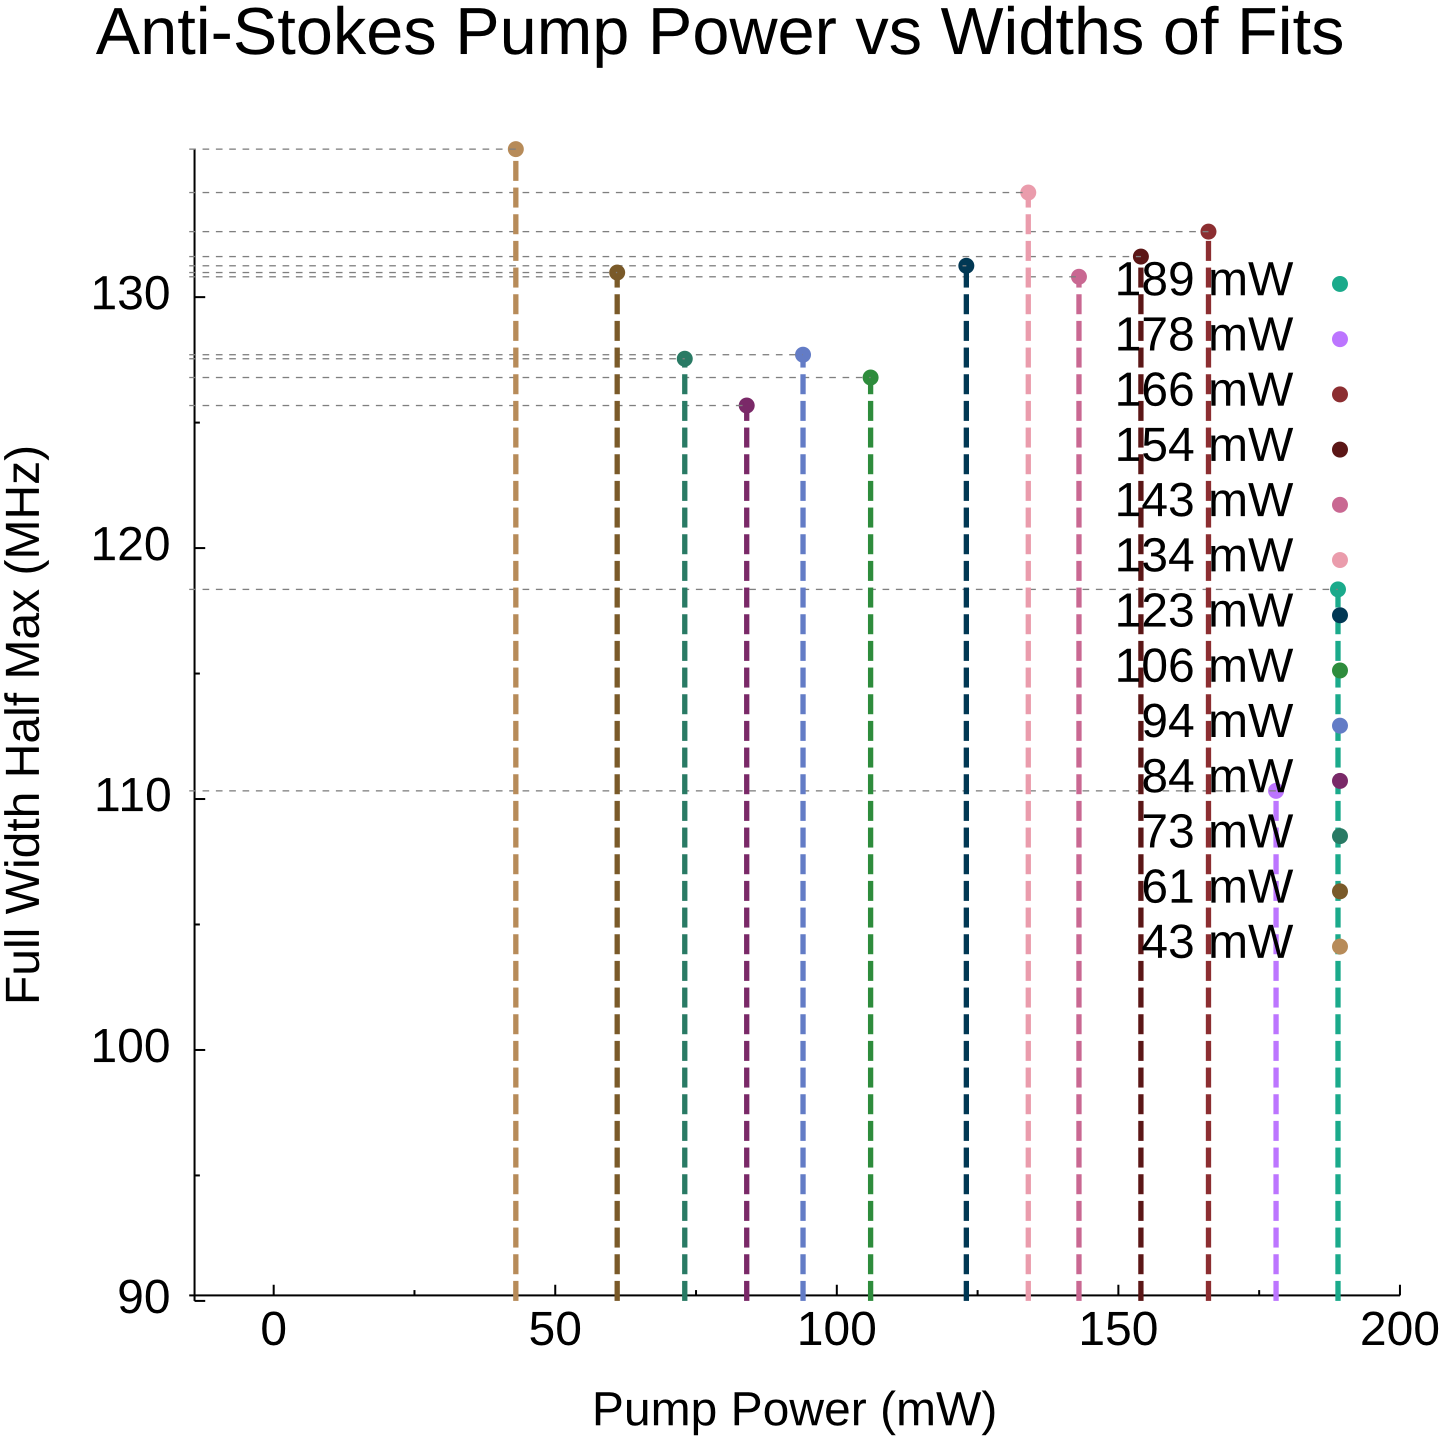 Anti-Stokes Pump Power vs Widths of Fits
Full Width Half Max (MHz)
130
120
110
100
90
189 mW
178 mW
166 mW
154 mW
143 mW
134 mW
123 mW
106 mW
94 mW
84 mW
73 mW
61 mW
43 mW
0 50 100 150 200
Pump Power (mW)